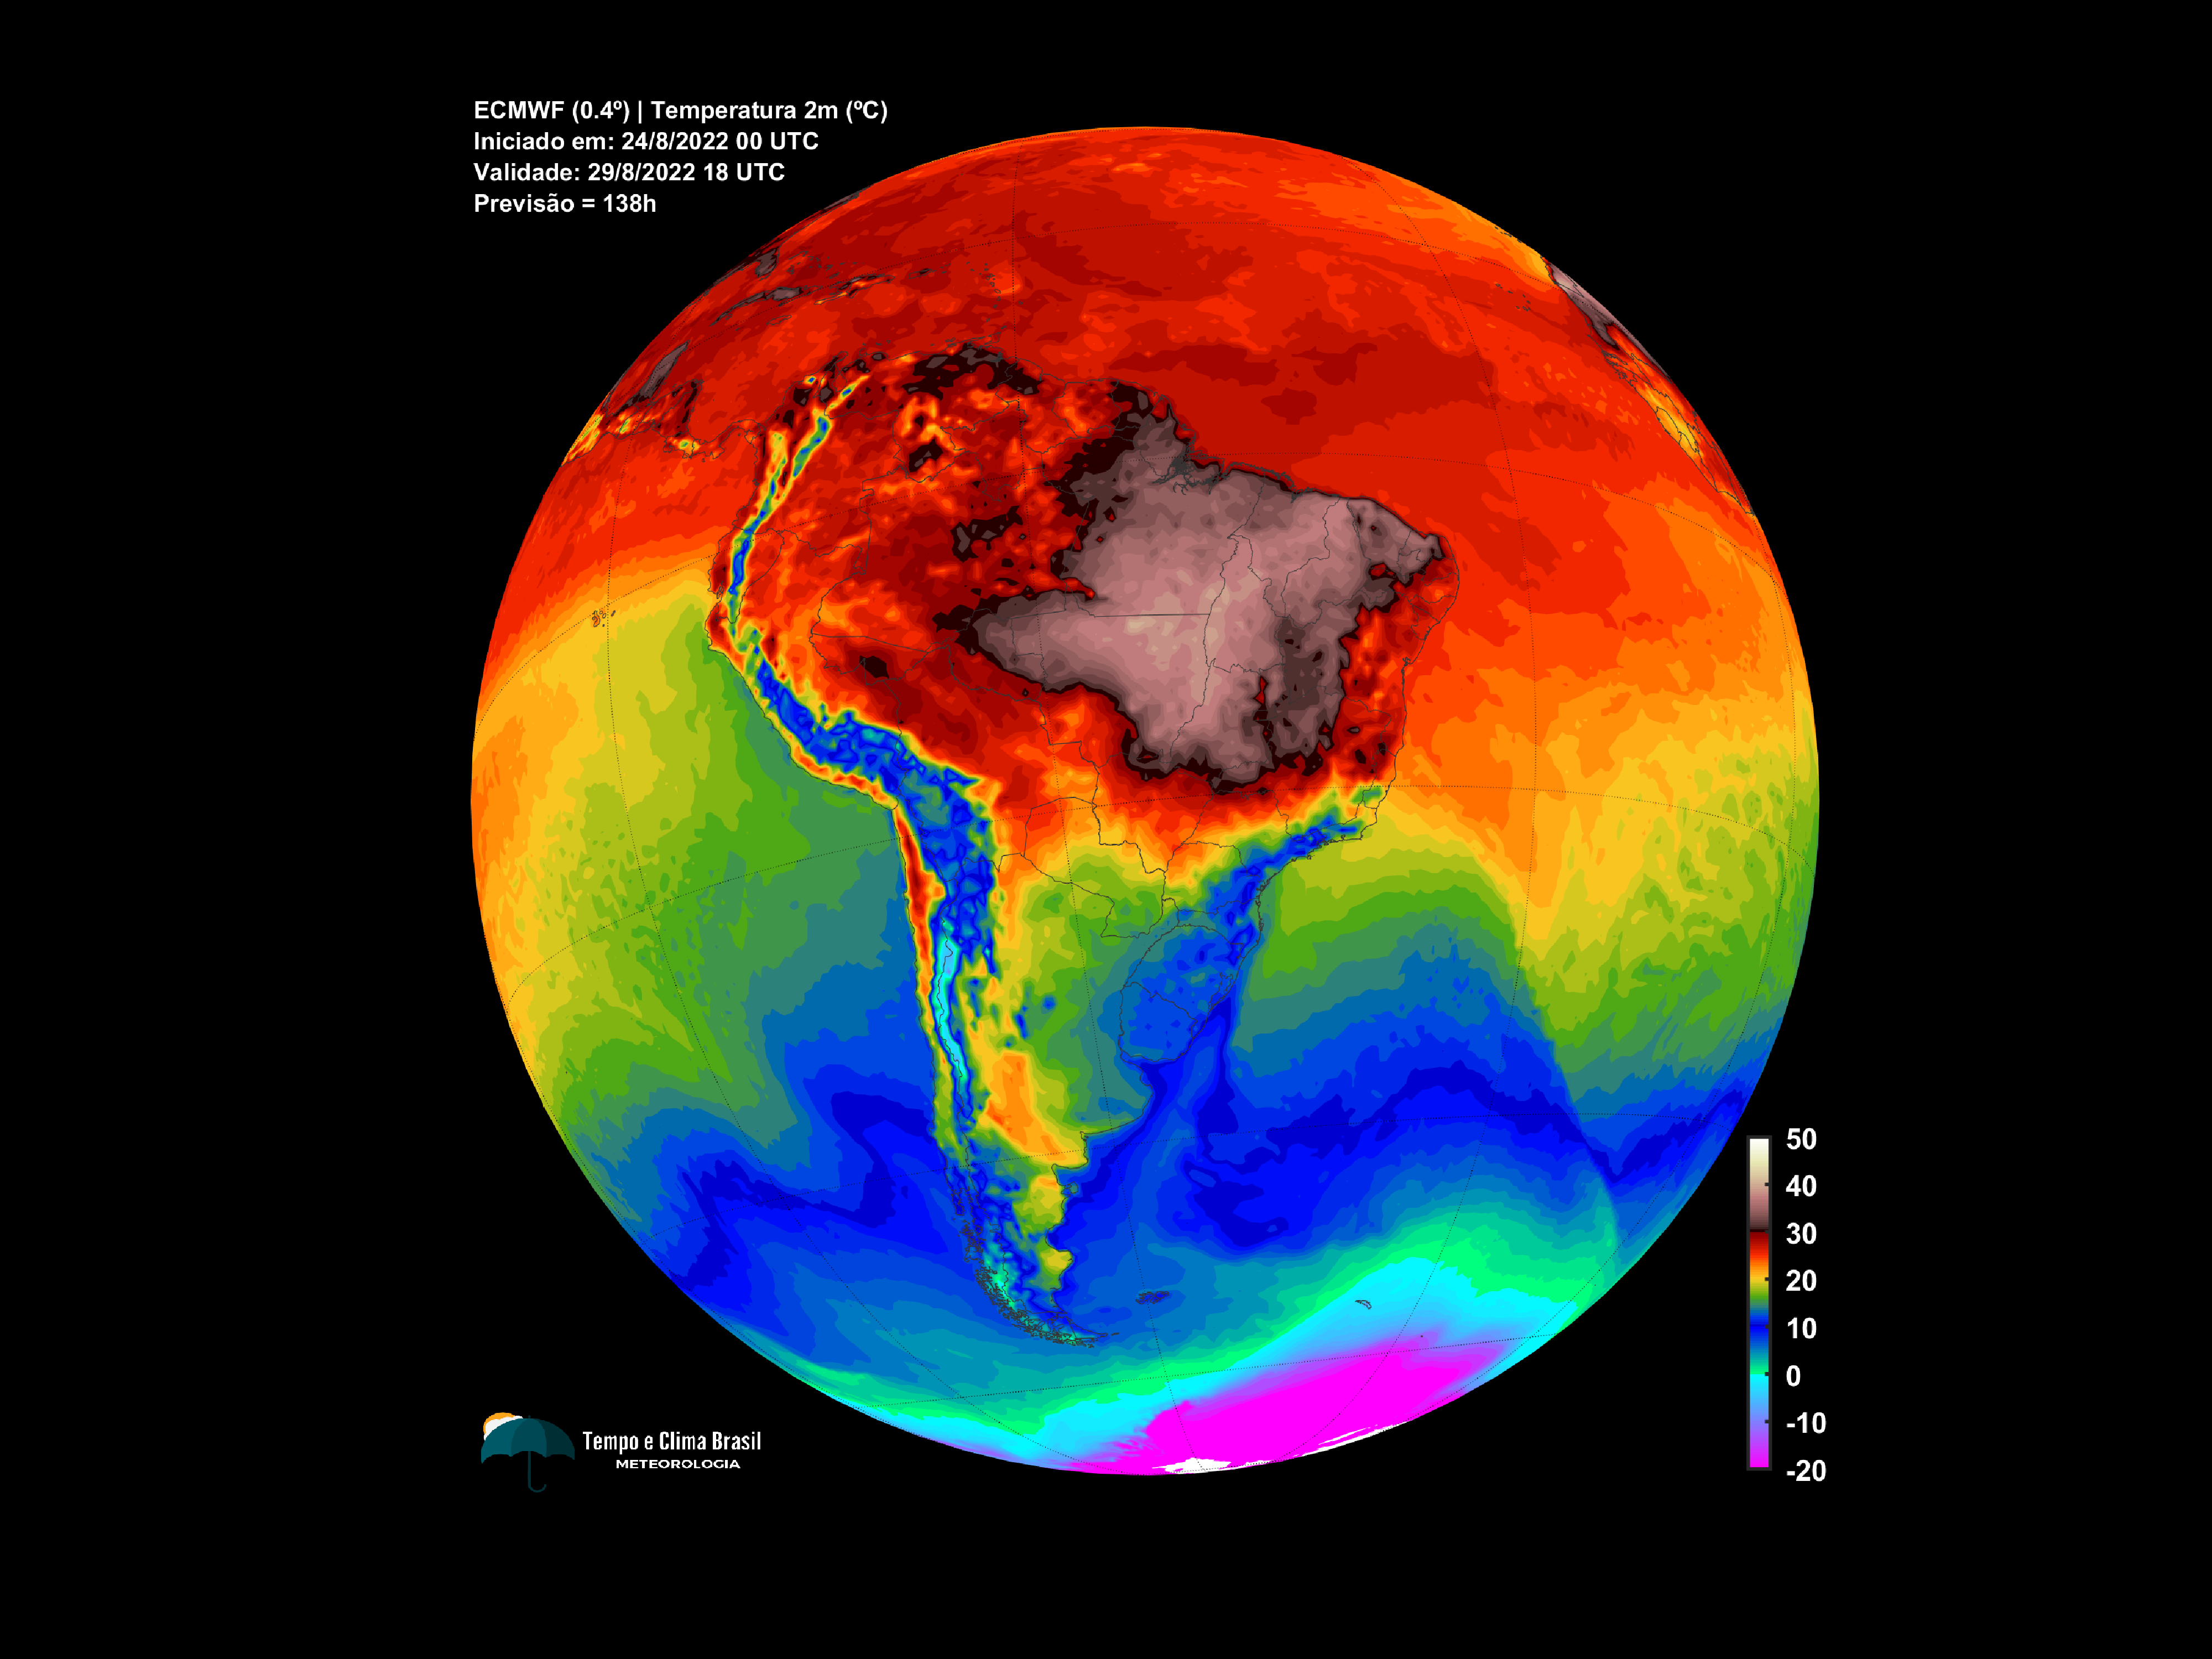 ECMWF (0.4º) | Temperatura 2m (ºC)
Iniciado em: 24/8/2022 00 UTC
Validade: 29/8/2022 18 UTC
Previsão = 138h
50
40
30
20
10
0
-10
-20
Tempo e Clima Brasil
METEOROLOGIA